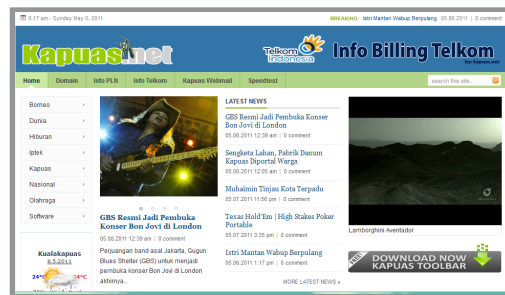 8:17 am - Sunday May 8, 2011
BREAKING: Istri Mantan Wabup Berpulang 05.06.2011 | 0 comment
Kapuas.net
Telkom
Indonesia
Info Billing Telkom
by: kapuas.net
Home Domain Info PLN Info Telkom Kapuas Webmail Speedtest
search this site..
Borneo
Dunia
Hiburan
Iptek
Kapuas
Nasional
Olahraga
Software
Kualakapuas
8.5.2011
GBS Resmi Jadi Pembuka
Konser Bon Jovi di London
05.08.2011 12:39 am | 0 comment
Perjuangan band asal Jakarta, Gugun
Blues Shelter (GBS) untuk menjadi
pembuka konser Bon Jovi di London
akhirnya...
LATEST NEWS
GBS Resmi Jadi Pembuka Konser
Bon Jovi di London
05.08.2011 12:39 am | 0 comment
Sengketa Lahan, Pabrik Danum
Kapuas Diportal Warga
05.08.2011 12:05 am | 0 comment
Muhaimin Tinjau Kota Terpadu
05.07.2011 11:56 pm | 0 comment
Texas Hold'Em | High Stakes Poker
Portable
05.07.2011 3:35 pm | 0 comment
Istri Mantan Wabup Berpulang
05.06.2011 1:17 pm | 0 comment
MORE LATEST NEWS »
Lamborghini Aventador
FREE
DOWNLOAD NOW
KAPUAS TOOLBAR